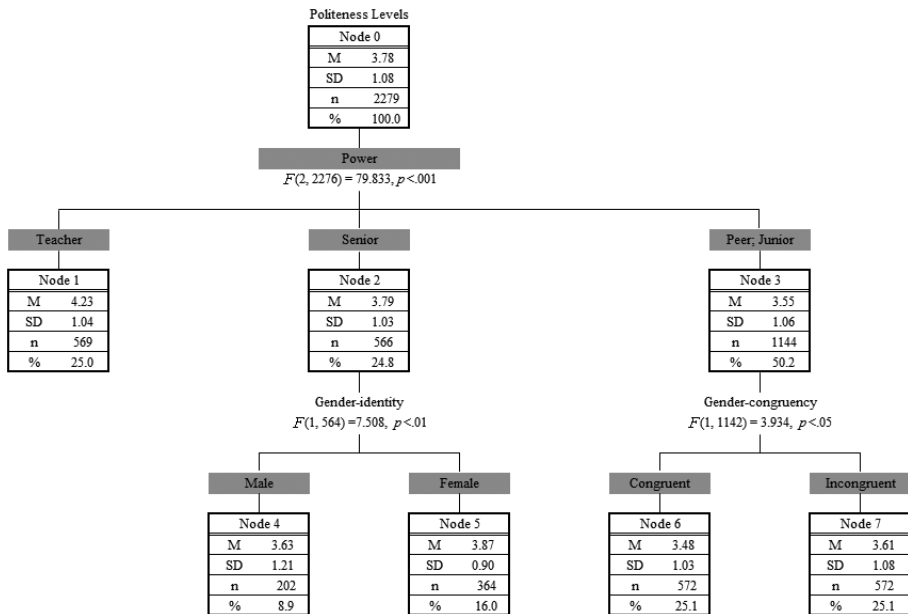 Politeness Levels
Node 0
M 3.78
SD 1.08
n 2279
% 100.0
Power
F(2, 2276) = 79.833, p<.001
Teacher
Senior
Peer; Junior
Node 1
M 4.23
SD 1.04
n 569
% 25.0
Node 2
M 3.79
SD 1.03
n 566
% 24.8
Node 3
M 3.55
SD 1.06
n 1144
% 50.2
Gender-identity
F(1, 564) =7.508, p<.01
Gender-congruency
F(1, 1142) = 3.934, p<.05
Male
Female
Congruent
Incongruent
Node 4
M 3.63
SD 1.21
n 202
% 8.9
Node 5
M 3.87
SD 0.90
n 364
% 16.0
Node 6
M 3.48
SD 1.03
n 572
% 25.1
Node 7
M 3.61
SD 1.08
n 572
% 25.1